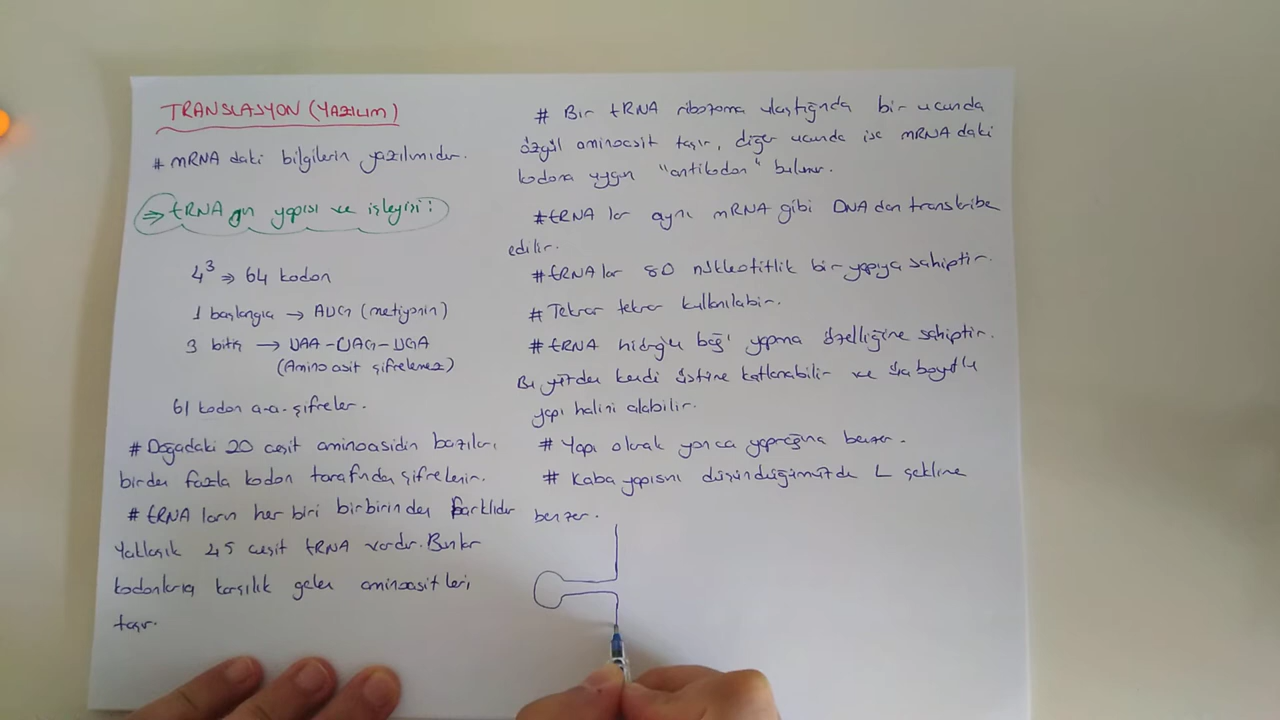 TRANSLASYON (YAZILIM)
# mRNA daki bilgilerin yazılımıdır.
⇒ tRNA nın yapısı ve işleyişi:
4³ ⇒ 64 kodon
1 başlangıç → AUG (metiyonin)
3 bitiş → UAA-UAG-UGA
(Amino asit şifrelemez)
61 kodon a.a. şifreler.
# Doğadaki 20 çeşit aminoasidin bazıları
birden fazla kodon tarafından şifrelenir.
# tRNA ların her biri birbirinden farklıdır
Yaklaşık 45 çeşit tRNA vardır. Bunlar
kodonlara karşılık gelen aminoasitleri
taşır.
# Bir tRNA ribozoma ulaştığında bir ucunda
özgül aminoasit taşır, diğer ucunda ise mRNA daki
kodona uygun "antikodon" bulunur.
# tRNA lar aynı mRNA gibi DNA dan transkribe
edilir.
# tRNA lar 80 nükleotitlik bir yapıya sahiptir.
# Tekrar tekrar kullanılabilir.
# tRNA hidrojen bağı yapma özelliğine sahiptir.
Bu yüzden kendi üstüne katlanabilir ve üç boyutlu
yapı halini alabilir.
# Yapı olarak yonca yaprağına benzer.
# Kaba yapısını düşündüğümüzde L şekline
benzer.